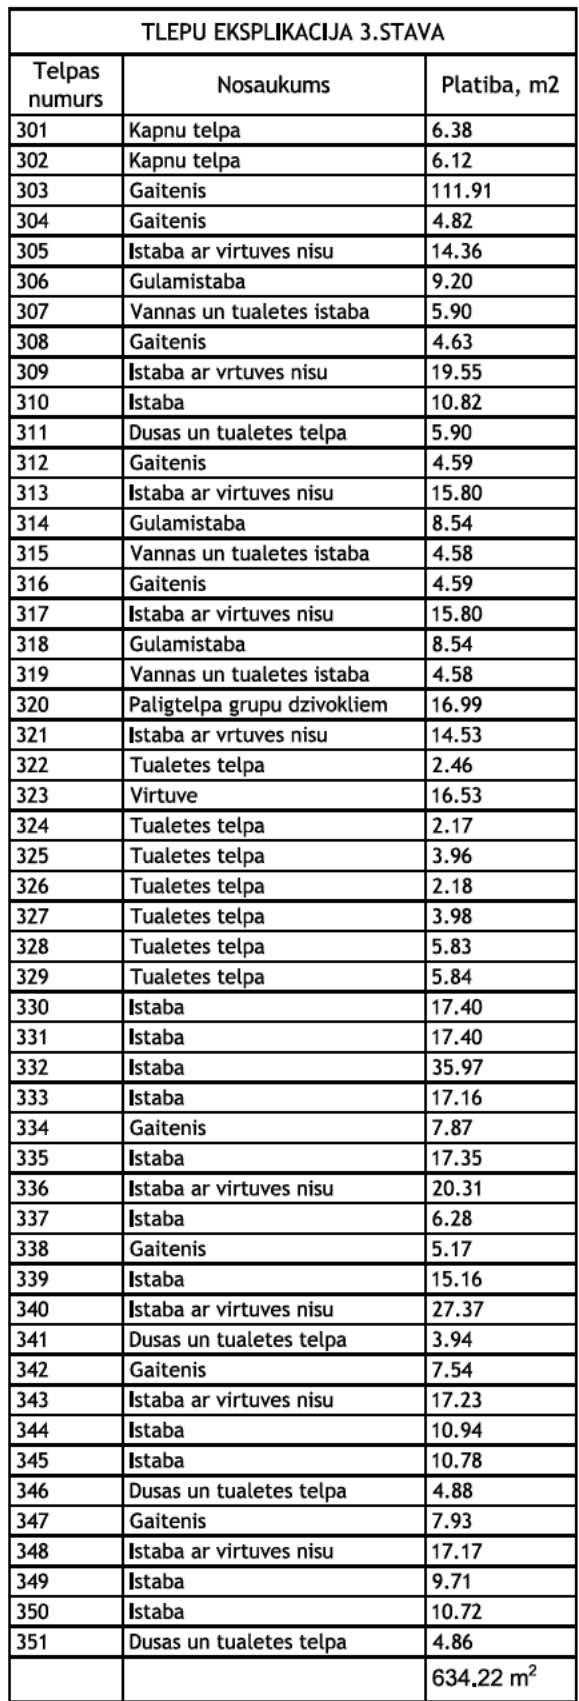 TLEPU EKSPLIKACIJA 3.STAVA
Telpas numurs Nosaukums Platiba, m2
301 Kapnu telpa 6.38
302 Kapnu telpa 6.12
303 Gaitenis 111.91
304 Gaitenis 4.82
305 Istaba ar virtuves nisu 14.36
306 Gulamistaba 9.20
307 Vannas un tualetes istaba 5.90
308 Gaitenis 4.63
309 Istaba ar vrtuves nisu 19.55
310 Istaba 10.82
311 Dusas un tualetes telpa 5.90
312 Gaitenis 4.59
313 Istaba ar virtuves nisu 15.80
314 Gulamistaba 8.54
315 Vannas un tualetes istaba 4.58
316 Gaitenis 4.59
317 Istaba ar virtuves nisu 15.80
318 Gulamistaba 8.54
319 Vannas un tualetes istaba 4.58
320 Paligtelpa grupu dzivokliem 16.99
321 Istaba ar vrtuves nisu 14.53
322 Tualetes telpa 2.46
323 Virtuve 16.53
324 Tualetes telpa 2.17
325 Tualetes telpa 3.96
326 Tualetes telpa 2.18
327 Tualetes telpa 3.98
328 Tualetes telpa 5.83
329 Tualetes telpa 5.84
330 Istaba 17.40
331 Istaba 17.40
332 Istaba 35.97
333 Istaba 17.16
334 Gaitenis 7.87
335 Istaba 17.35
336 Istaba ar virtuves nisu 20.31
337 Istaba 6.28
338 Gaitenis 5.17
339 Istaba 15.16
340 Istaba ar virtuves nisu 27.37
341 Dusas un tualetes telpa 3.94
342 Gaitenis 7.54
343 Istaba ar virtuves nisu 17.23
344 Istaba 10.94
345 Istaba 10.78
346 Dusas un tualetes telpa 4.88
347 Gaitenis 7.93
348 Istaba ar virtuves nisu 17.17
349 Istaba 9.71
350 Istaba 10.72
351 Dusas un tualetes telpa 4.86
634.22 m²